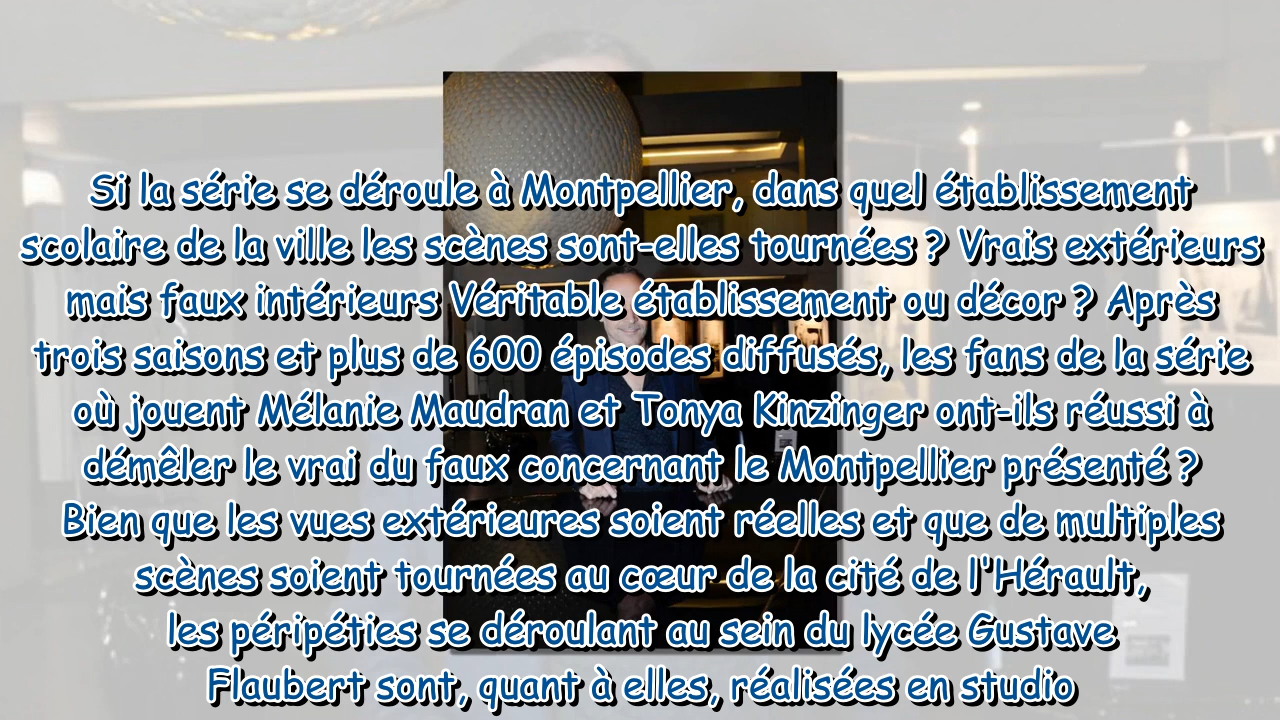 Si la série se déroule à Montpellier, dans quel établissement
scolaire de la ville les scènes sont-elles tournées ? Vrais extérieurs
mais faux intérieurs Véritable établissement ou décor ? Après
trois saisons et plus de 600 épisodes diffusés, les fans de la série
où jouent Mélanie Maudran et Tonya Kinzinger ont-ils réussi à
démêler le vrai du faux concernant le Montpellier présenté ?
Bien que les vues extérieures soient réelles et que de multiples
scènes soient tournées au cœur de la cité de l'Hérault,
les péripéties se déroulant au sein du lycée Gustave
Flaubert sont, quant à elles, réalisées en studio